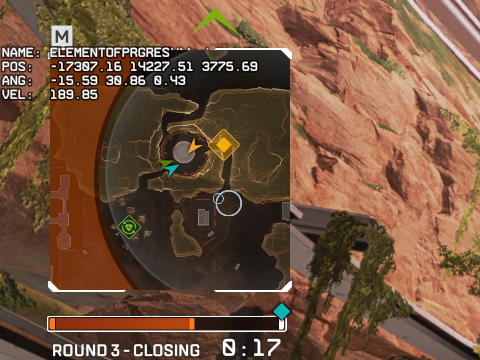 M
NAME: ELEMENTOFPRGRES
POS: -17307.16 14227.51 3775.69
ANG: -15.59 30.86 0.43
VEL: 189.85
ROUND 3 - CLOSING 0:17